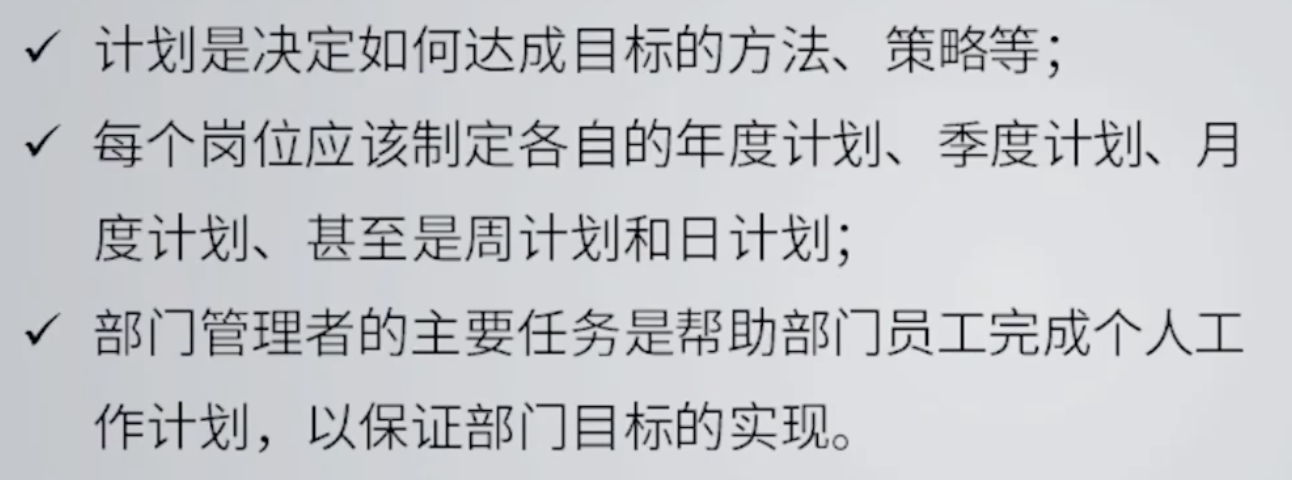 ✓ 计划是决定如何达成目标的方法、策略等；
✓ 每个岗位应该制定各自的年度计划、季度计划、月
度计划、甚至是周计划和日计划；
✓ 部门管理者的主要任务是帮助部门员工完成个人工
作计划，以保证部门目标的实现。